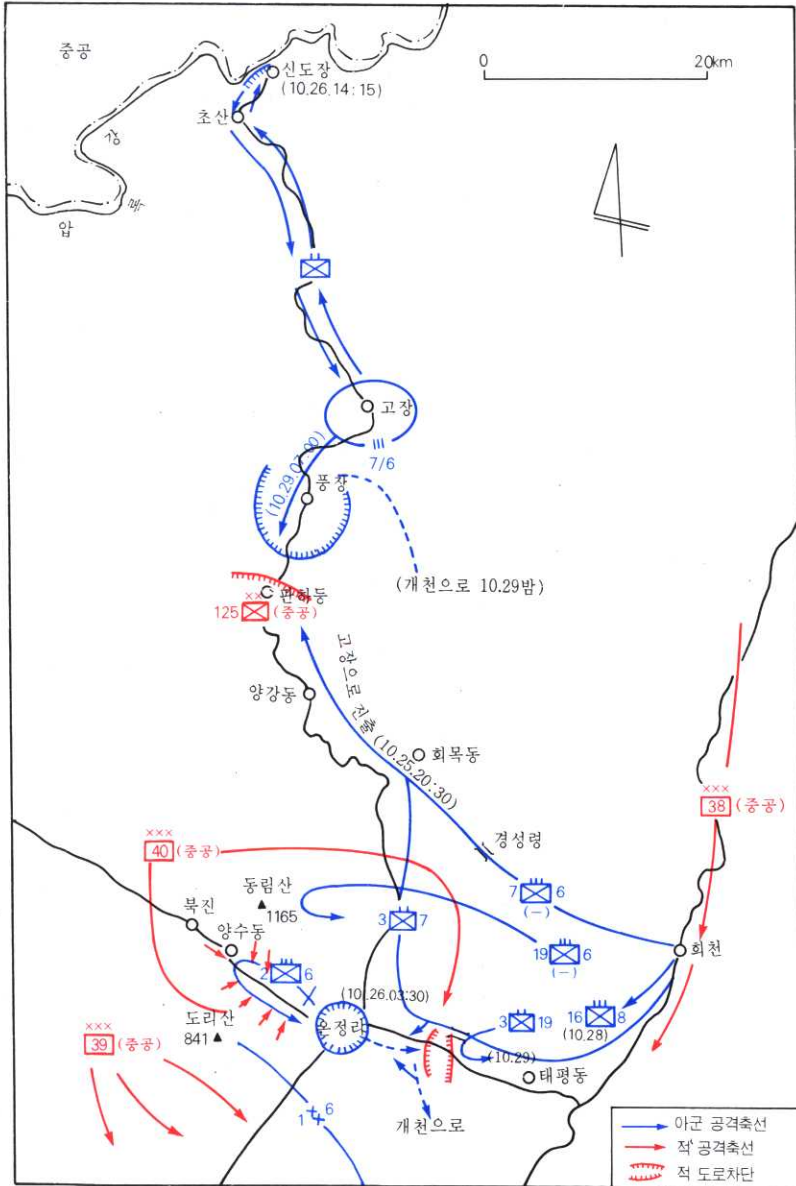 중공
0 20km
신도장
(10.26.14:15)
초산
강
록
압
고장
7/6
(10.29.07:00)
풍장
(개천으로 10.29밤)
판하동
××
125 (중공)
고장으로 진출 (10.25.20:30)
양강동
회목동
×××
38 (중공)
×××
40 (중공)
경성령
동림산
1165
7 6
(-)
북진
양수동
3 7
19 6
(-)
회천
2 6
(10.26.03:30)
3 19
16 8
(10.28)
도리산
841
온정리
×××
39 (중공)
(10.29)
태평동
1 6
개천으로
아군 공격축선
적 공격축선
적 도로차단